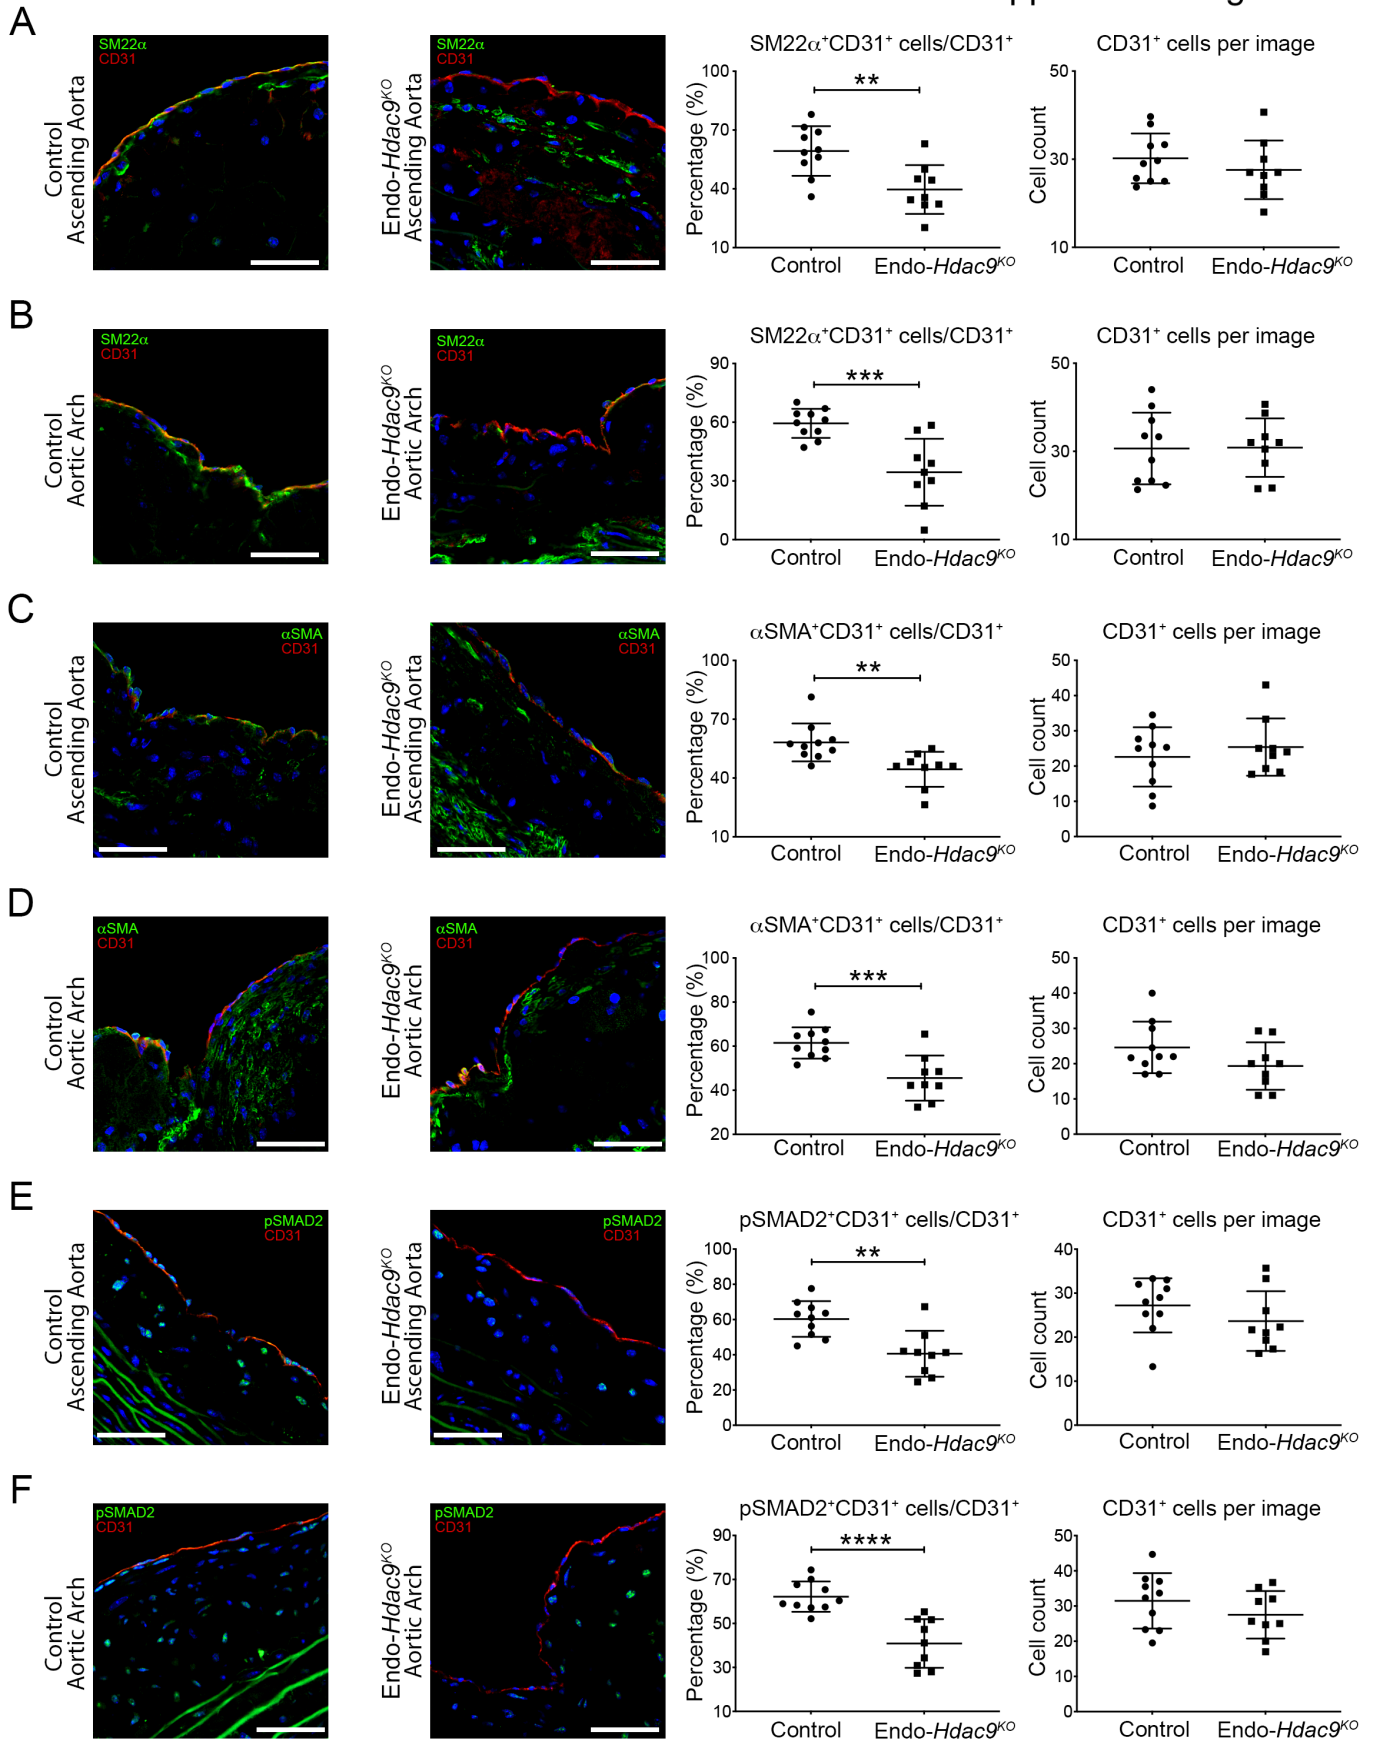 A
Control
Ascending Aorta
SM22α
CD31
Endo-Hdac9KO
Ascending Aorta
SM22α
CD31
SM22α+CD31+ cells/CD31+
Percentage (%)
100
70
40
10
**
Control
Endo-Hdac9KO
CD31+ cells per image
Cell count
50
30
10
Control
Endo-Hdac9KO
B
Control
Aortic Arch
SM22α
CD31
Endo-Hdac9KO
Aortic Arch
SM22α
CD31
SM22α+CD31+ cells/CD31+
Percentage (%)
90
60
30
0
***
Control
Endo-Hdac9KO
CD31+ cells per image
Cell count
50
30
10
Control
Endo-Hdac9KO
C
Control
Ascending Aorta
αSMA
CD31
Endo-Hdac9KO
Ascending Aorta
αSMA
CD31
αSMA+CD31+ cells/CD31+
Percentage (%)
100
70
40
10
**
Control
Endo-Hdac9KO
CD31+ cells per image
Cell count
50
40
30
20
10
0
Control
Endo-Hdac9KO
D
Control
Aortic Arch
αSMA
CD31
Endo-Hdac9KO
Aortic Arch
αSMA
CD31
αSMA+CD31+ cells/CD31+
Percentage (%)
100
80
60
40
20
***
Control
Endo-Hdac9KO
CD31+ cells per image
Cell count
50
40
30
20
10
0
Control
Endo-Hdac9KO
E
Control
Ascending Aorta
pSMAD2
CD31
Endo-Hdac9KO
Ascending Aorta
pSMAD2
CD31
pSMAD2+CD31+ cells/CD31+
Percentage (%)
100
80
60
40
20
0
**
Control
Endo-Hdac9KO
CD31+ cells per image
Cell count
40
30
20
10
0
Control
Endo-Hdac9KO
F
Control
Aortic Arch
pSMAD2
CD31
Endo-Hdac9KO
Aortic Arch
pSMAD2
CD31
pSMAD2+CD31+ cells/CD31+
Percentage (%)
90
70
50
30
10
****
Control
Endo-Hdac9KO
CD31+ cells per image
Cell count
50
40
30
20
10
0
Control
Endo-Hdac9KO